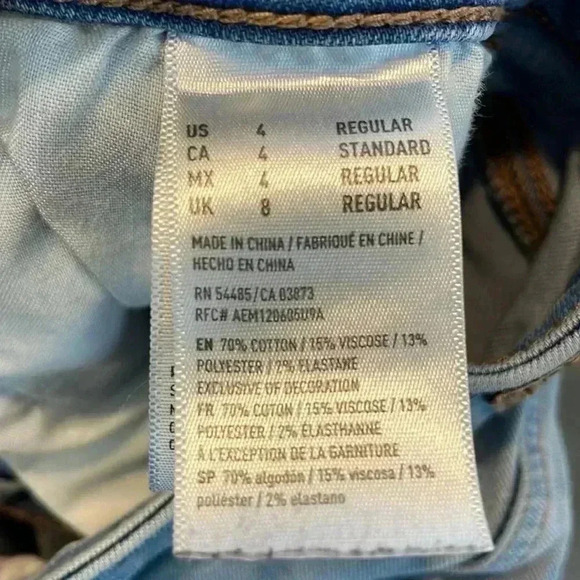 US 4 REGULAR
CA 4 STANDARD
MX 4 REGULAR
UK 8 REGULAR
MADE IN CHINA / FABRIQUÉ EN CHINE /
HECHO EN CHINA
RN 54485/CA 03873
RFC# AEM120605U9A
EN 70% COTTON / 15% VISCOSE / 13%
POLYESTER / 2% ELASTANE
EXCLUSIVE OF DECORATION
FR 70% COTON / 15% VISCOSE / 13%
POLYESTER / 2% ÉLASTHANNE
À L'EXCEPTION DE LA GARNITURE
SP 70% algodón / 15% viscosa / 13%
poliéster / 2% elastano